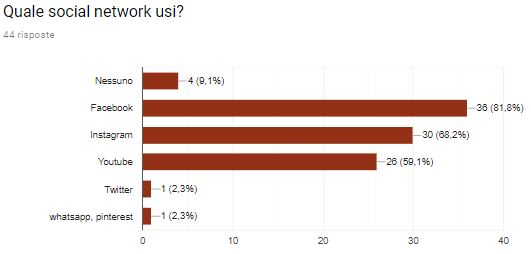 Quale social network usi?
44 risposte
Nessuno 4 (9,1%)
Facebook 36 (81,8%)
Instagram 30 (68,2%)
Youtube 26 (59,1%)
Twitter 1 (2,3%)
whatsapp, pinterest 1 (2,3%)
0 10 20 30 40